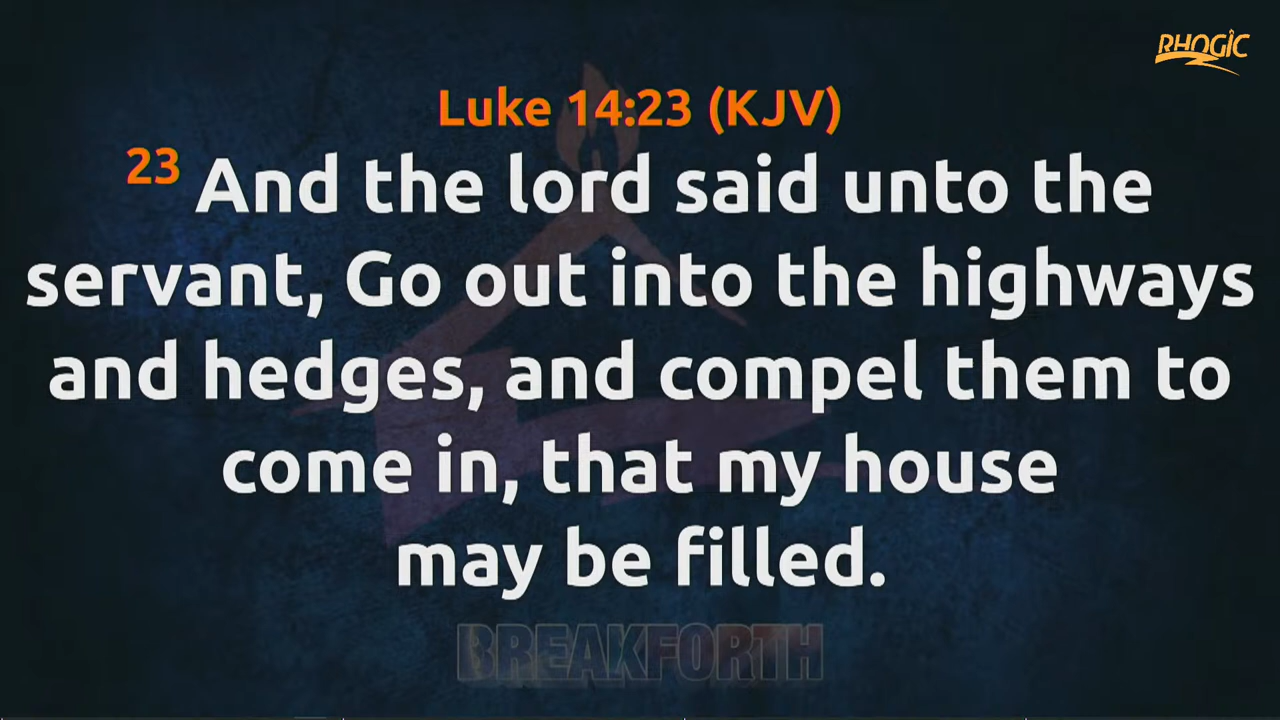 RHOGIC
Luke 14:23 (KJV)
23 And the lord said unto the
servant, Go out into the highways
and hedges, and compel them to
come in, that my house
may be filled.
BREAKFORTH